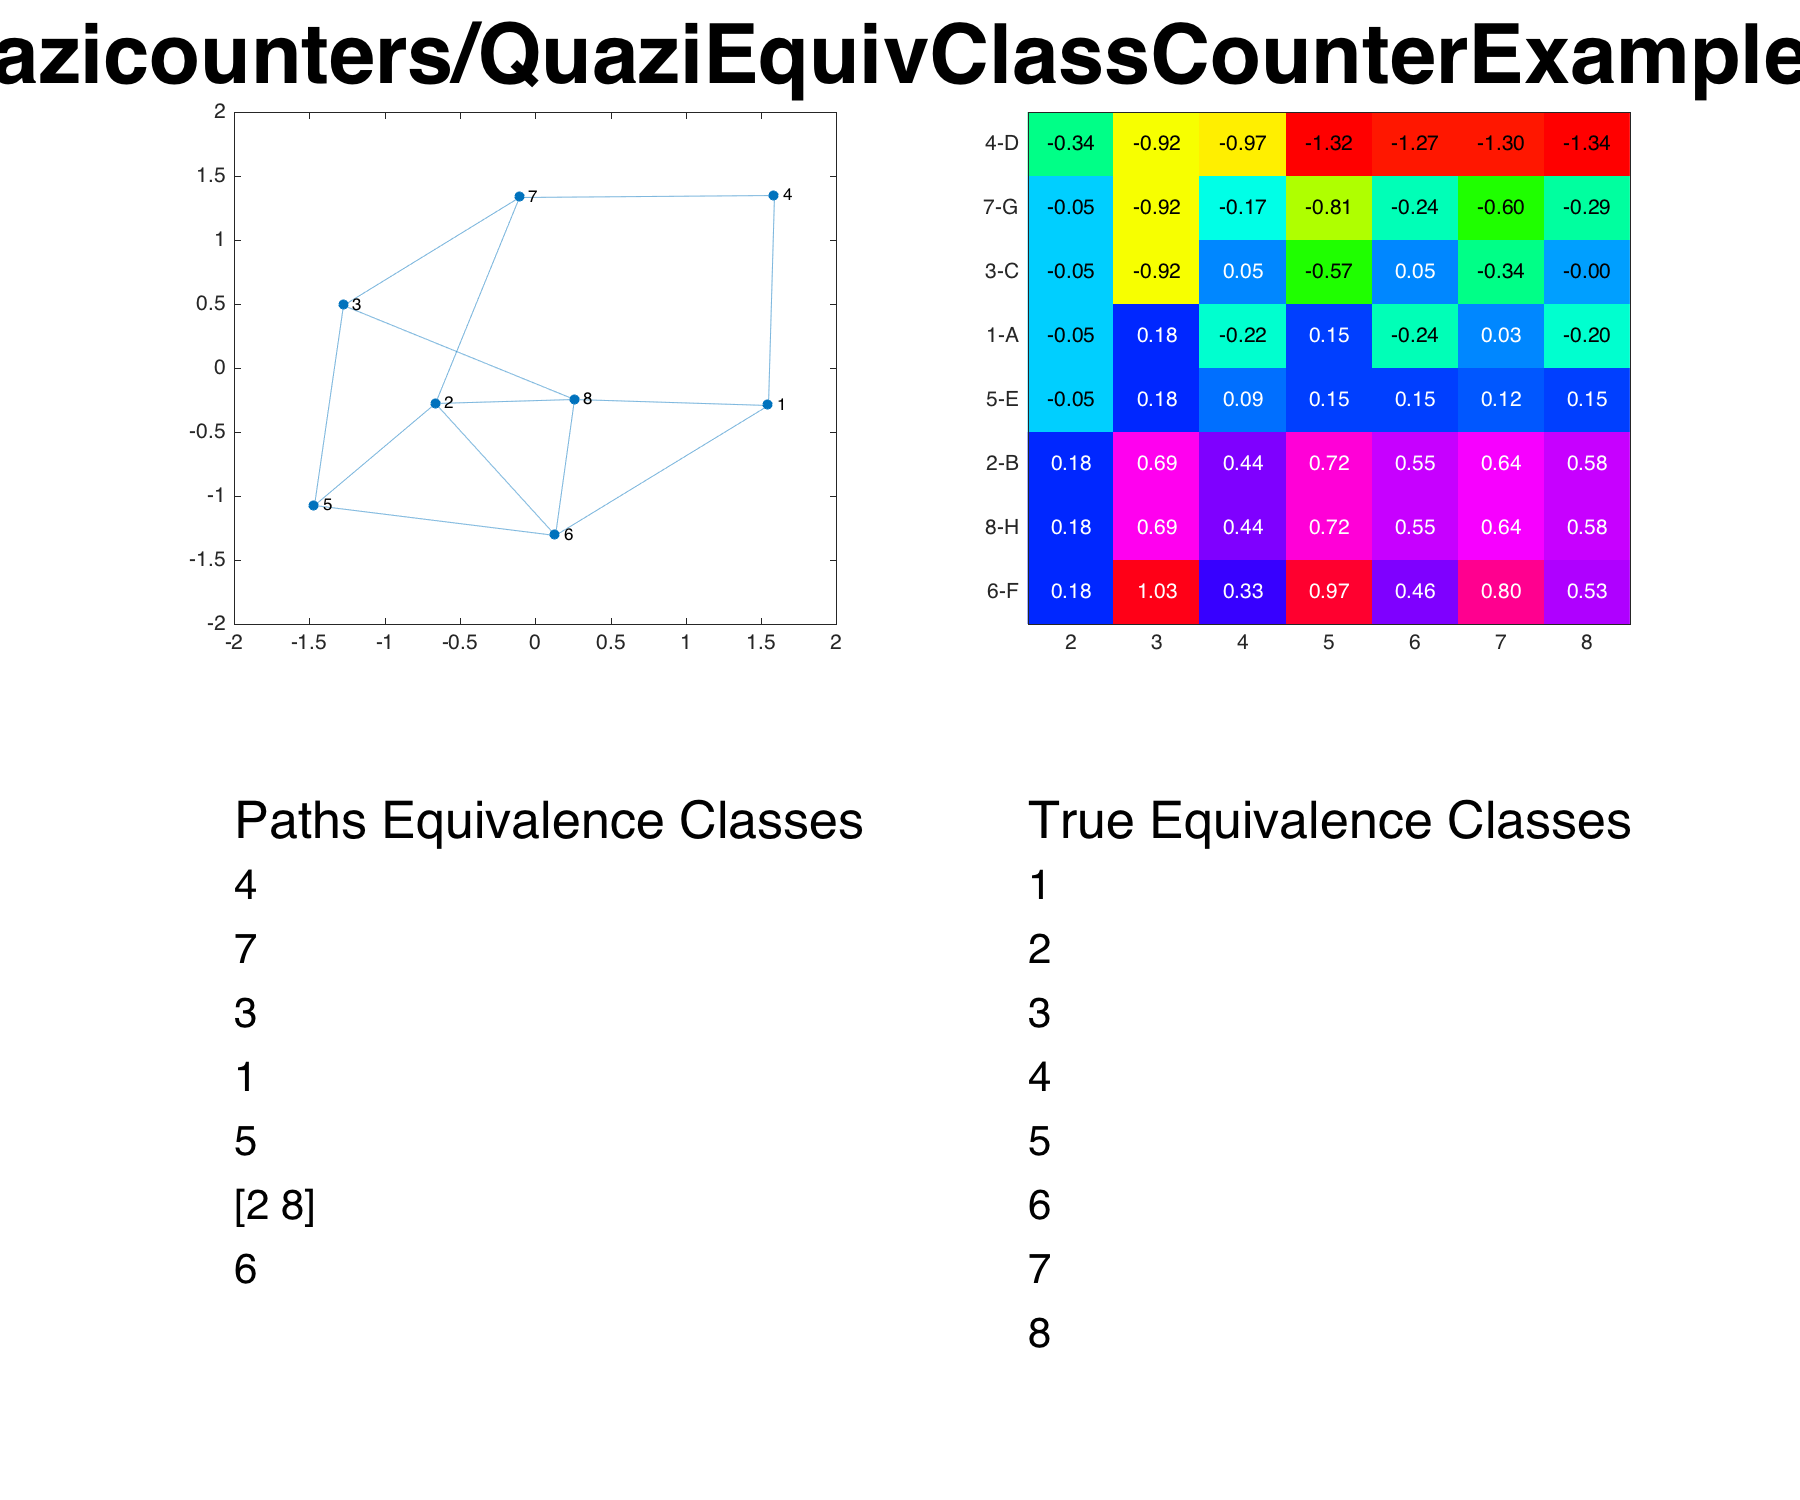 azicounters/QuaziEquivClassCounterExample
2
1.5
1
0.5
0
-0.5
-1
-1.5
-2
-2 -1.5 -1 -0.5 0 0.5 1 1.5 2
7
4
3
2
8
1
5
6
4-D -0.34 -0.92 -0.97 -1.32 -1.27 -1.30 -1.34
7-G -0.05 -0.92 -0.17 -0.81 -0.24 -0.60 -0.29
3-C -0.05 -0.92 0.05 -0.57 0.05 -0.34 -0.00
1-A -0.05 0.18 -0.22 0.15 -0.24 0.03 -0.20
5-E -0.05 0.18 0.09 0.15 0.15 0.12 0.15
2-B 0.18 0.69 0.44 0.72 0.55 0.64 0.58
8-H 0.18 0.69 0.44 0.72 0.55 0.64 0.58
6-F 0.18 1.03 0.33 0.97 0.46 0.80 0.53
2 3 4 5 6 7 8
Paths Equivalence Classes
4
7
3
1
5
[2 8]
6
True Equivalence Classes
1
2
3
4
5
6
7
8